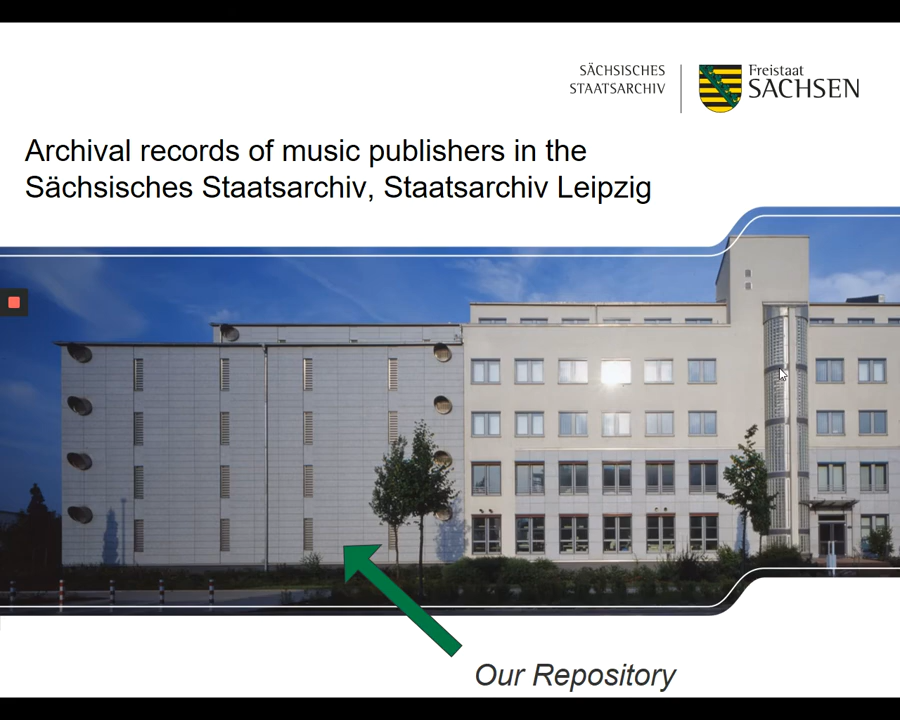 SÄCHSISCHES
STAATSARCHIV
Freistaat
SACHSEN
Archival records of music publishers in the
Sächsisches Staatsarchiv, Staatsarchiv Leipzig
Our Repository